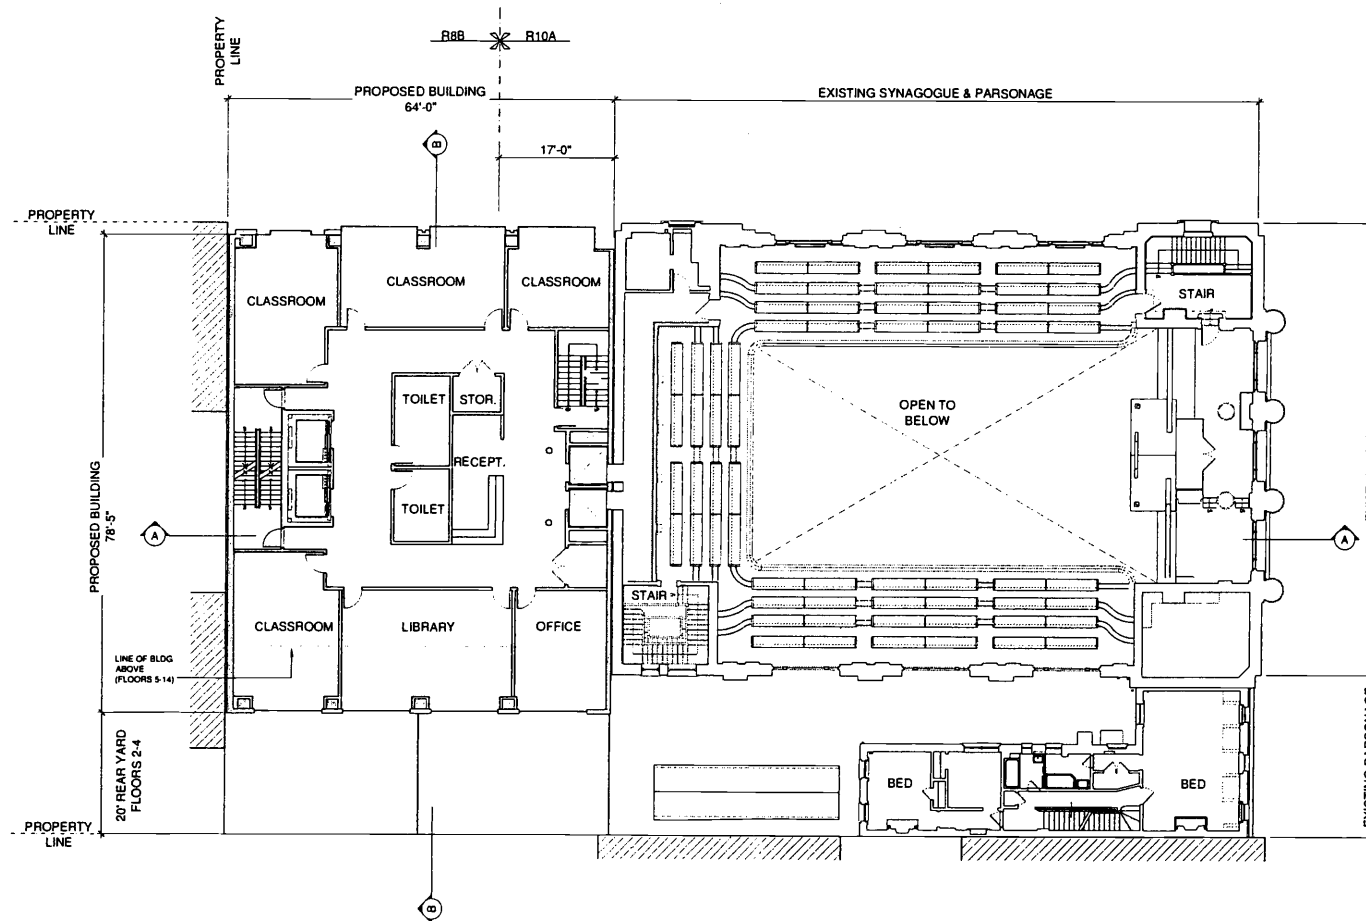 PROPERTY
LINE
R8B
R10A
PROPOSED BUILDING
64'-0"
EXISTING SYNAGOGUE & PARSONAGE
B
17'-0"
PROPERTY
LINE
CLASSROOM
CLASSROOM
CLASSROOM
STAIR
TOILET
STOR.
OPEN TO
BELOW
RECEPT.
PROPOSED BUILDING
78'-5"
TOILET
A
A
STAIR >
CLASSROOM
LIBRARY
OFFICE
LINE OF BLDG
ABOVE
(FLOORS 5-14)
20' REAR YARD
FLOORS 2-4
BED
BED
PROPERTY
LINE
B